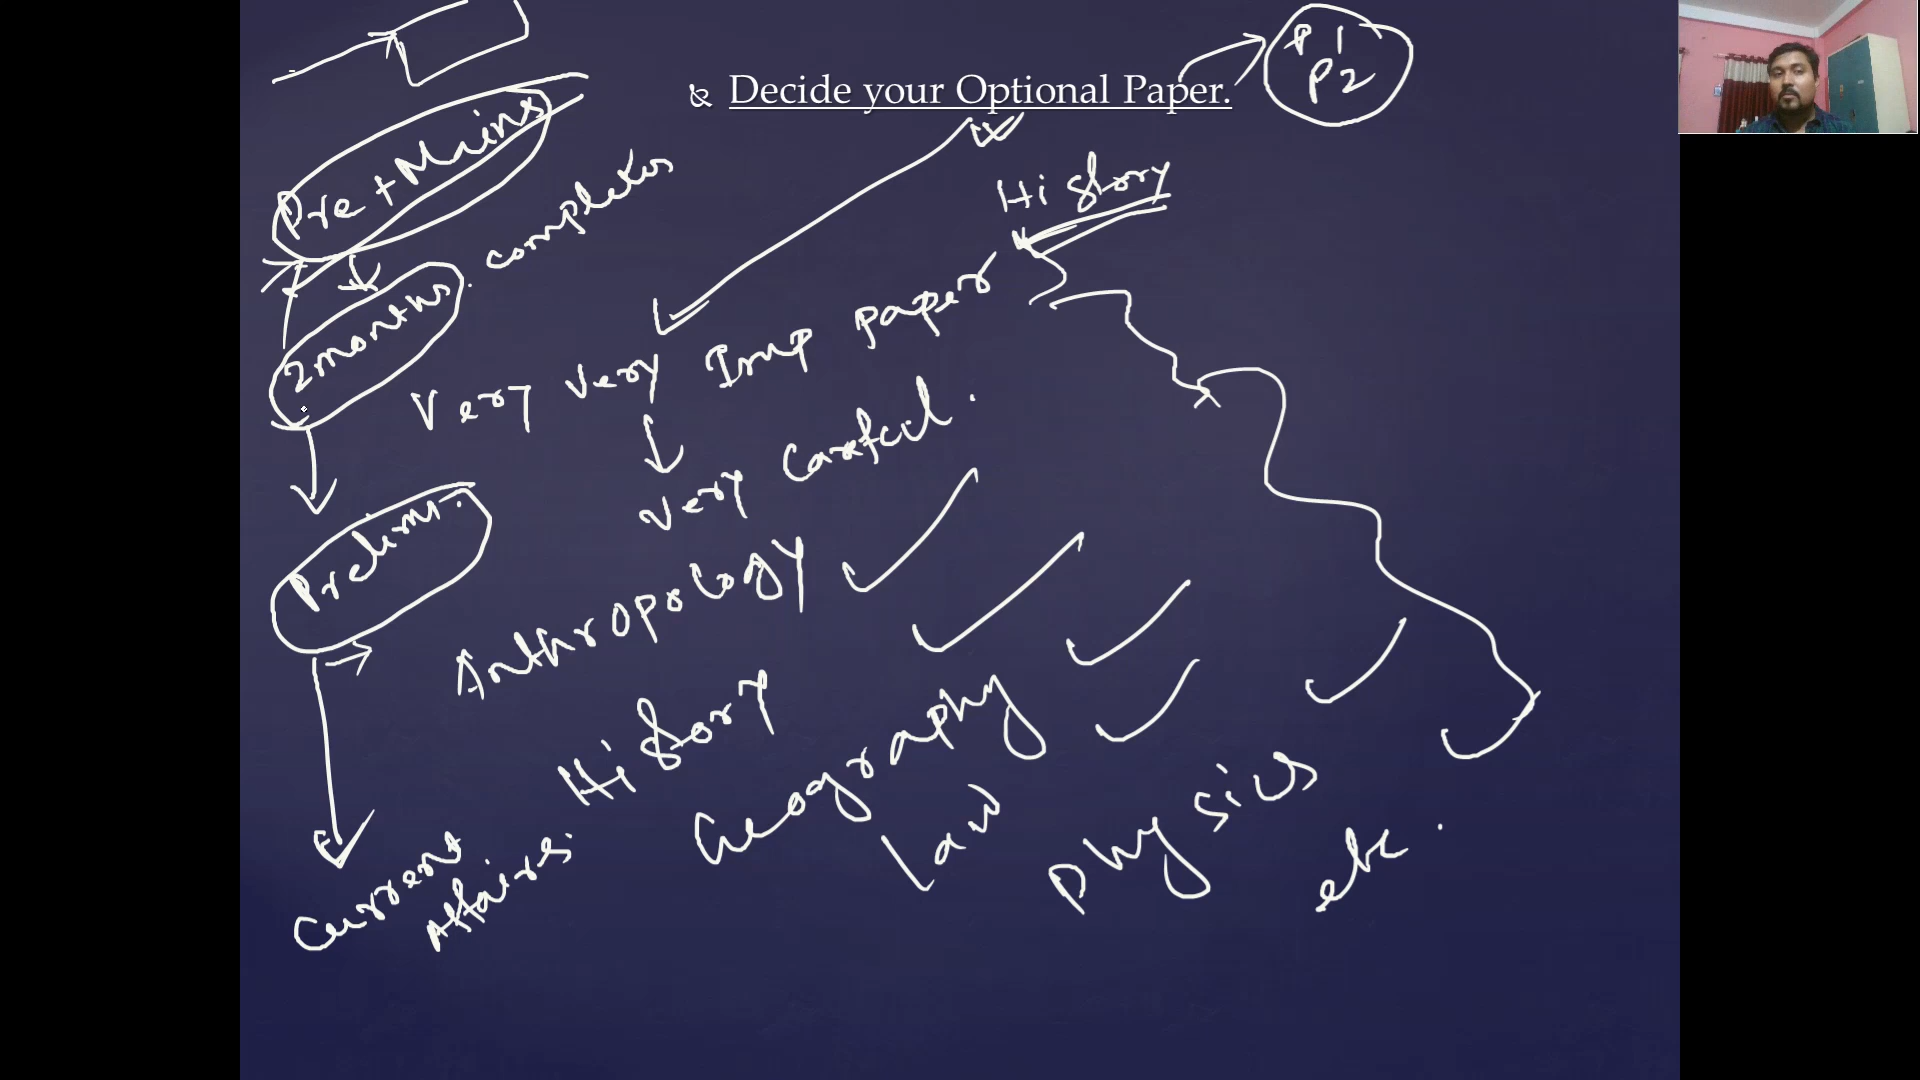 Decide your Optional Paper.
P1
P2
Pre + Mains
completes
2 months.
History
Very Very Imp paper
Very Careful.
Prelims.
Anthropology
History
Geography
Law
Physics
etc.
Current
Affaires.